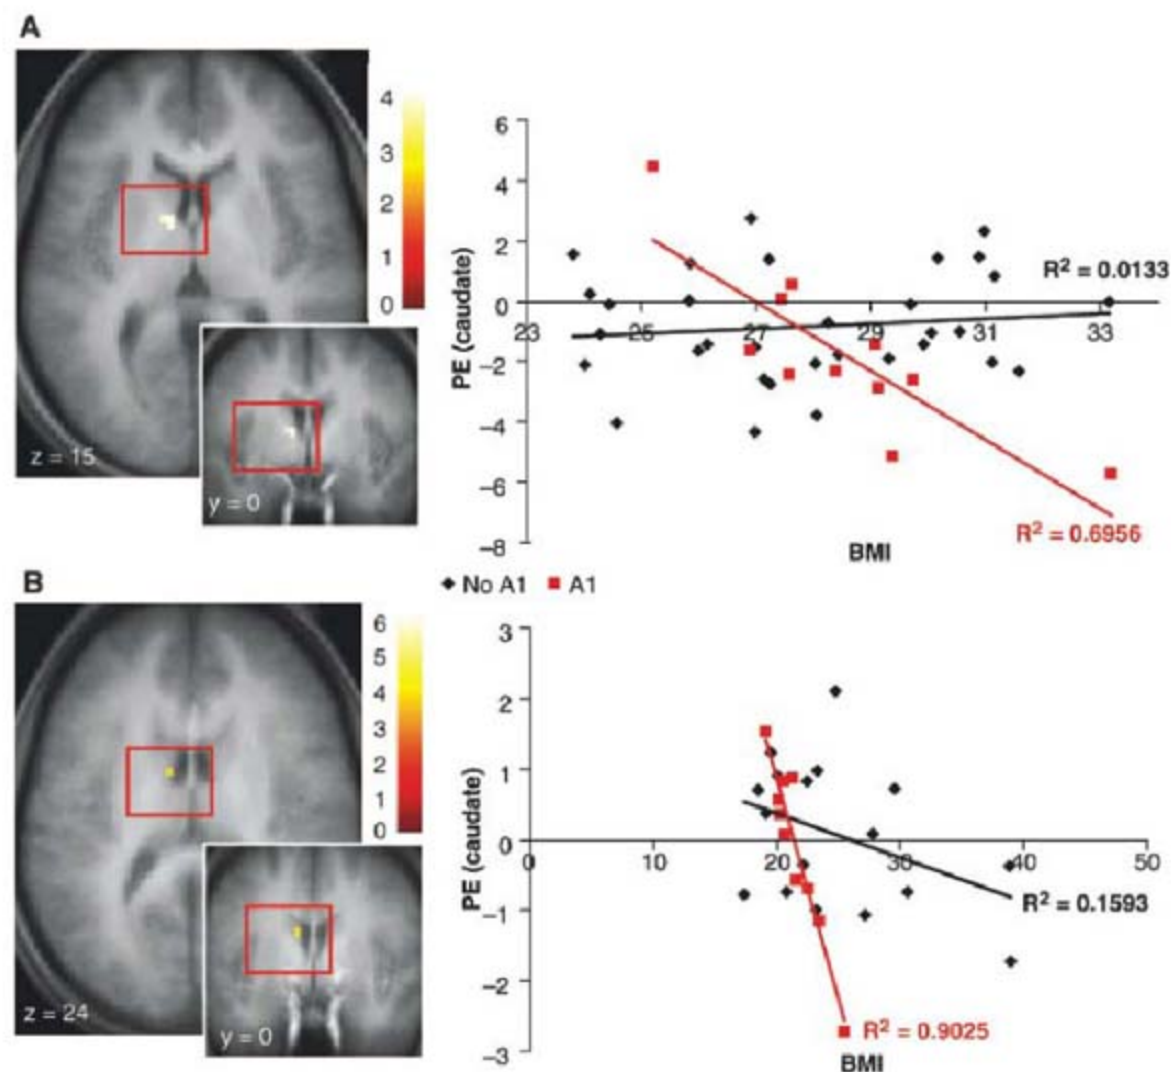 A
4
3
2
1
0
z = 15
y = 0
6
4
2
0
−2
−4
−6
−8
PE (caudate)
23
25
27
29
31
33
R² = 0.0133
R² = 0.6956
BMI
No A1
A1
B
6
5
4
3
2
1
0
z = 24
y = 0
3
2
1
0
−1
−2
−3
PE (caudate)
0
10
20
30
40
50
R² = 0.1593
R² = 0.9025
BMI